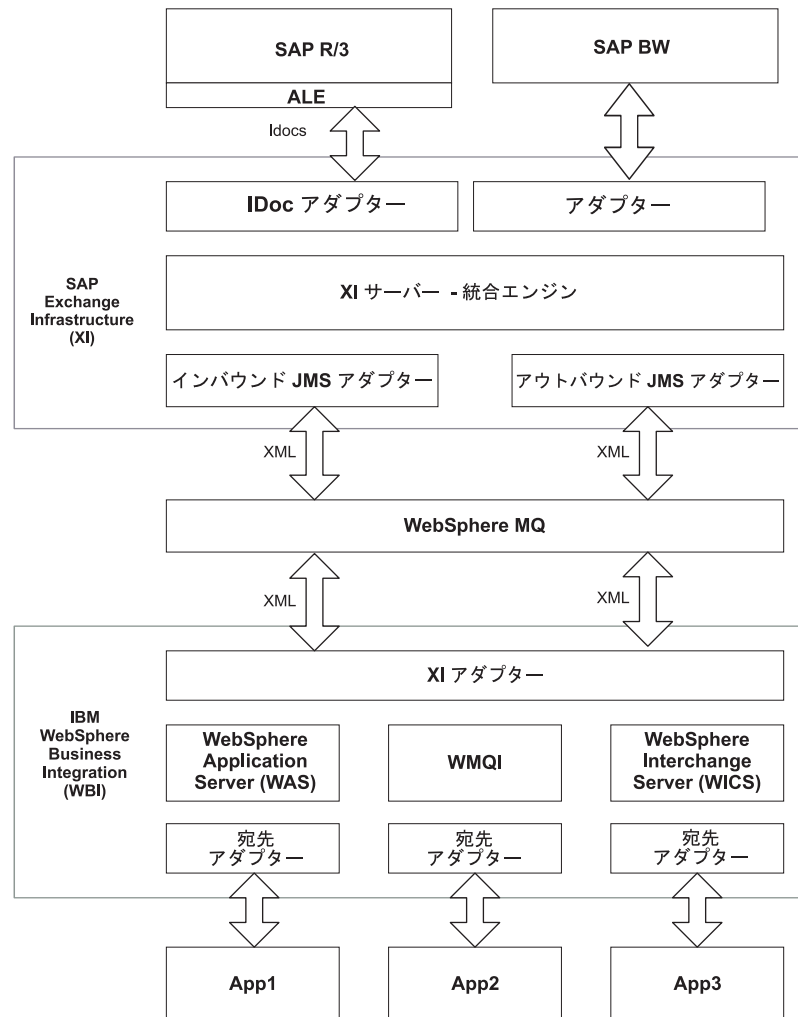 SAP R/3
SAP BW
ALE
Idocs
IDoc アダプター
アダプター
SAP
Exchange
Infrastructure
(XI)
XI サーバー - 統合エンジン
インバウンド JMS アダプター
アウトバウンド JMS アダプター
XML
XML
WebSphere MQ
XML
XML
XI アダプター
IBM
WebSphere
Business
Integration
(WBI)
WebSphere
Application
Server (WAS)
WMQI
WebSphere
Interchange
Server (WICS)
宛先
アダプター
宛先
アダプター
宛先
アダプター
App1
App2
App3